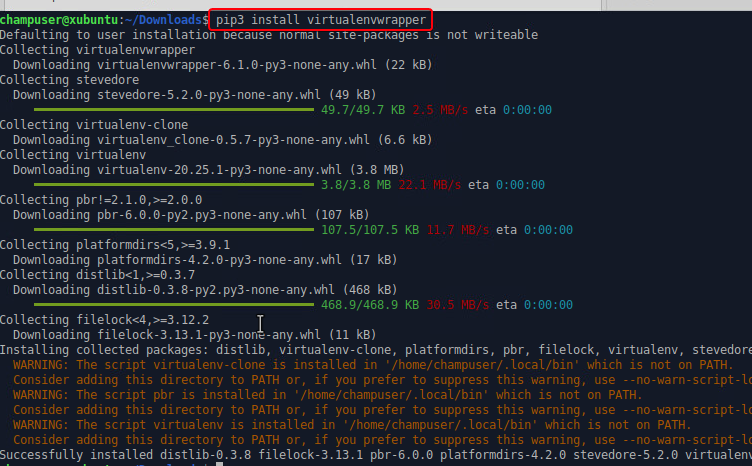 champuser@xubuntu:~/Downloads$ pip3 install virtualenvwrapper
Defaulting to user installation because normal site-packages is not writeable
Collecting virtualenvwrapper
  Downloading virtualenvwrapper-6.1.0-py3-none-any.whl (22 kB)
Collecting stevedore
  Downloading stevedore-5.2.0-py3-none-any.whl (49 kB)
49.7/49.7 KB 2.5 MB/s eta 0:00:00
Collecting virtualenv-clone
  Downloading virtualenv_clone-0.5.7-py3-none-any.whl (6.6 kB)
Collecting virtualenv
  Downloading virtualenv-20.25.1-py3-none-any.whl (3.8 MB)
3.8/3.8 MB 22.1 MB/s eta 0:00:00
Collecting pbr!=2.1.0,>=2.0.0
  Downloading pbr-6.0.0-py2.py3-none-any.whl (107 kB)
107.5/107.5 KB 11.7 MB/s eta 0:00:00
Collecting platformdirs<5,>=3.9.1
  Downloading platformdirs-4.2.0-py3-none-any.whl (17 kB)
Collecting distlib<1,>=0.3.7
  Downloading distlib-0.3.8-py2.py3-none-any.whl (468 kB)
468.9/468.9 KB 30.5 MB/s eta 0:00:00
Collecting filelock<4,>=3.12.2
  Downloading filelock-3.13.1-py3-none-any.whl (11 kB)
Installing collected packages: distlib, virtualenv-clone, platformdirs, pbr, filelock, virtualenv, stevedore
  WARNING: The script virtualenv-clone is installed in '/home/champuser/.local/bin' which is not on PATH.
  Consider adding this directory to PATH or, if you prefer to suppress this warning, use --no-warn-script-lo
  WARNING: The script pbr is installed in '/home/champuser/.local/bin' which is not on PATH.
  Consider adding this directory to PATH or, if you prefer to suppress this warning, use --no-warn-script-lo
  WARNING: The script virtualenv is installed in '/home/champuser/.local/bin' which is not on PATH.
  Consider adding this directory to PATH or, if you prefer to suppress this warning, use --no-warn-script-lo
Successfully installed distlib-0.3.8 filelock-3.13.1 pbr-6.0.0 platformdirs-4.2.0 stevedore-5.2.0 virtualenv